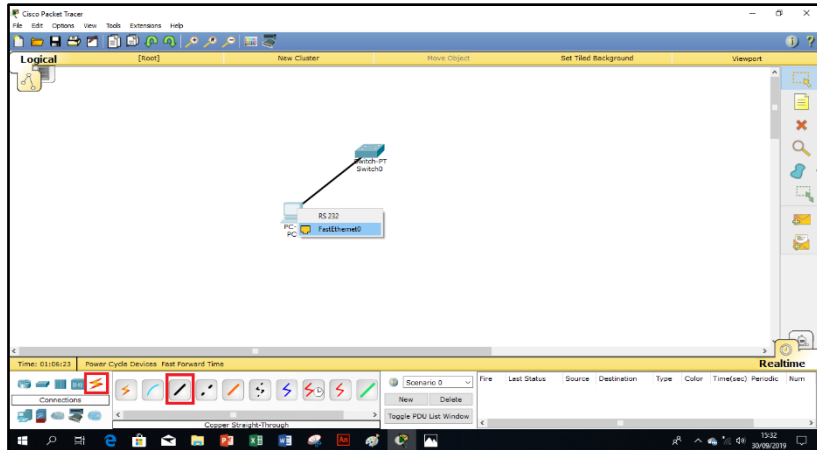 Cisco Packet Tracer
File Edit Options View Tools Extensions Help
Logical [Root] New Cluster Move Object Set Tiled Background Viewport
Switch-PT
Switch0
RS 232
PC-
FastEthernet0
PC
Time: 01:06:23 Power Cycle Devices Fast Forward Time Realtime
Scenario 0 Fire Last Status Source Destination Type Color Time(sec) Periodic Num
Connections New Delete
Toggle PDU List Window
Copper Straight-Through
15:32
30/09/2019